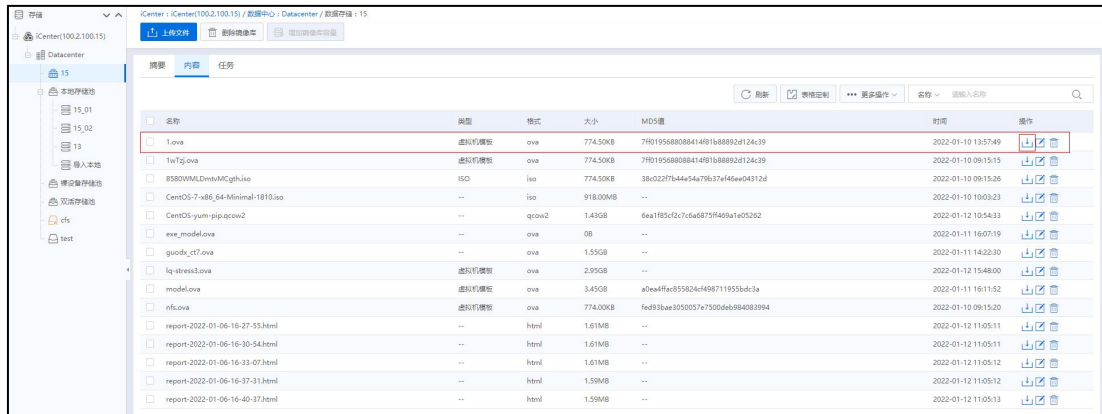 存储
iCenter(100.2.100.15)
Datacenter
15
本地存储池
15_01
15_02
13
导入本地
裸设备存储池
双活存储池
cfs
test
iCenter : iCenter(100.2.100.15) / 数据中心 : Datacenter / 数据存储 : 15
上传文件 删除镜像库 增加镜像库容量
摘要 内容 任务
刷新 表格定制 ••• 更多操作 名称 请输入名称
名称 类型 格式 大小 MD5值 时间 操作
1.ova 虚拟机模板 ova 774.50KB 7ff0195688088414f81b88892d124c39 2022-01-10 13:57:49
1wTzj.ova 虚拟机模板 ova 774.50KB 7ff0195688088414f81b88892d124c39 2022-01-10 09:15:15
8580WMLDmtvMCgth.iso ISO iso 774.50KB 38c022f7b44e54a79b37ef46ee04312d 2022-01-10 09:15:26
CentOS-7-x86_64-Minimal-1810.iso -- iso 918.00MB -- 2022-01-10 10:03:23
CentOS-yum-pip.qcow2 -- qcow2 1.43GB 6ea1f85cf2c7c6a6875ff469a1e05262 2022-01-12 10:54:33
exe_model.ova -- ova 0B -- 2022-01-11 16:07:19
guodx_ct7.ova -- ova 1.55GB -- 2022-01-11 14:22:30
lq-stress3.ova 虚拟机模板 ova 2.95GB -- 2022-01-12 15:48:00
model.ova 虚拟机模板 ova 3.45GB a0ea4ffac855824cf498711955bdc3a 2022-01-11 16:11:52
nfs.ova 虚拟机模板 ova 774.00KB fed93bae3050057e7500deb984083994 2022-01-10 09:15:20
report-2022-01-06-16-27-55.html -- html 1.61MB -- 2022-01-12 11:05:11
report-2022-01-06-16-30-54.html -- html 1.61MB -- 2022-01-12 11:05:11
report-2022-01-06-16-33-07.html -- html 1.61MB -- 2022-01-12 11:05:12
report-2022-01-06-16-37-31.html -- html 1.59MB -- 2022-01-12 11:05:12
report-2022-01-06-16-40-37.html -- html 1.59MB -- 2022-01-12 11:05:13